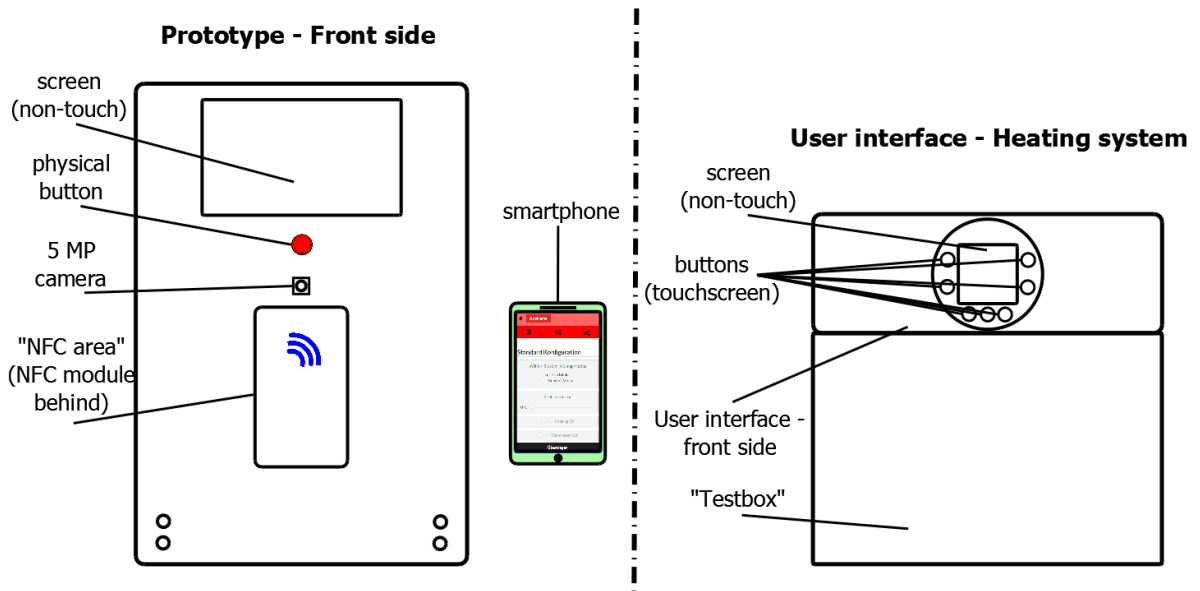 Prototype - Front side
screen
(non-touch)
physical
button
5 MP
camera
"NFC area"
(NFC module
behind)
smartphone
Standard Konfiguration
User interface - Heating system
screen
(non-touch)
buttons
(touchscreen)
User interface -
front side
"Testbox"